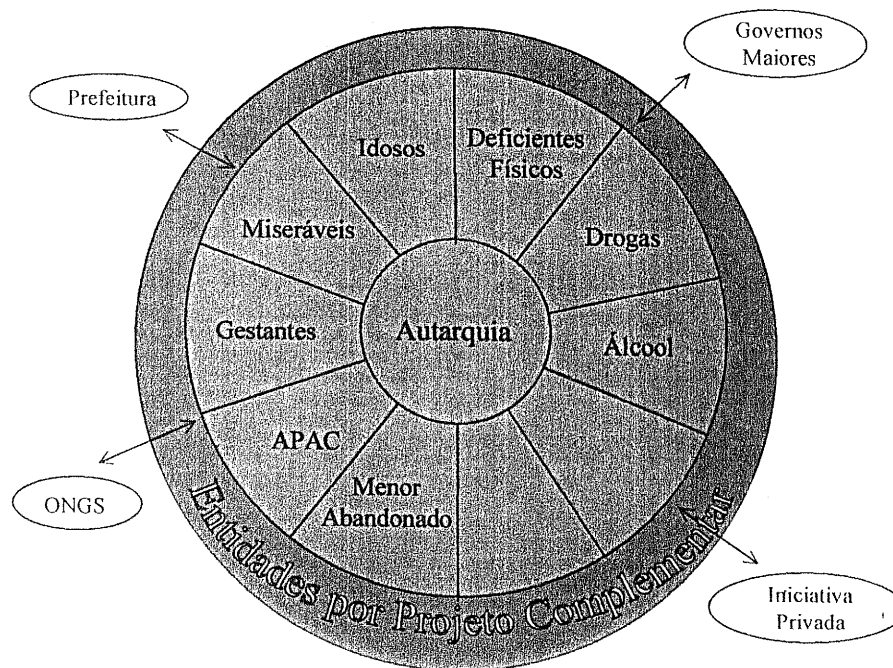 Governos
Maiores
Prefeitura
Idosos
Deficientes
Físicos
Miseráveis
Drogas
Gestantes
Autarquia
Álcool
APAC
Menor
Abandonado
ONGS
Entidades por Projeto Complementar
Iniciativa
Privada